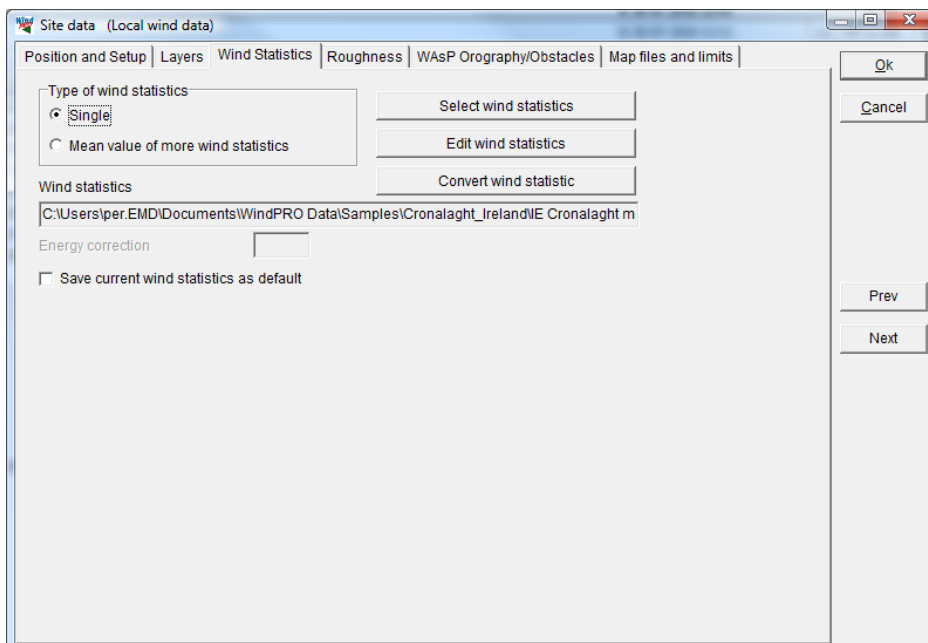 Site data (Local wind data)
Position and Setup Layers Wind Statistics Roughness WAsP Orography/Obstacles Map files and limits
Ok
Type of wind statistics
Single
Select wind statistics
Cancel
Mean value of more wind statistics
Edit wind statistics
Convert wind statistic
Wind statistics
C:\Users\per.EMD\Documents\WindPRO Data\Samples\Cronalaght_Ireland\IE Cronalaght m
Energy correction
Save current wind statistics as default
Prev
Next